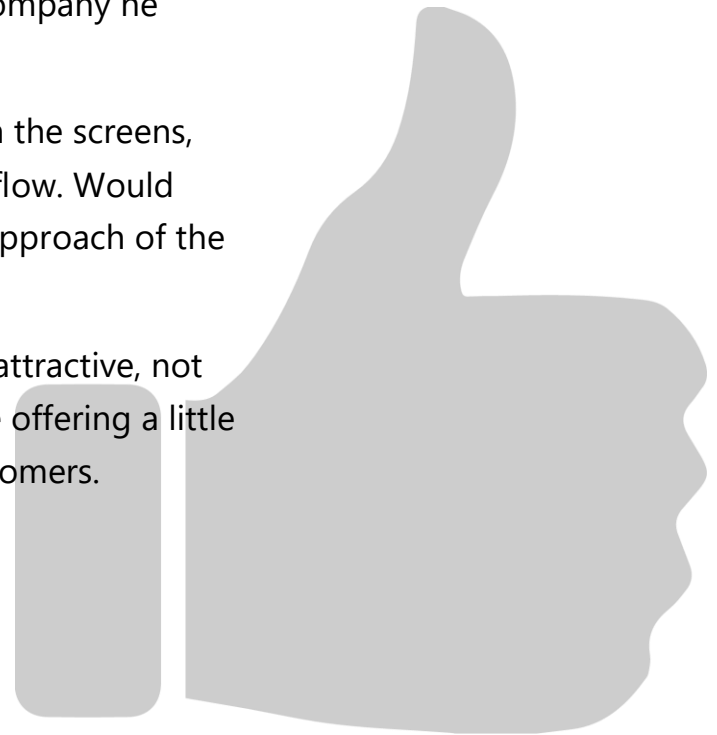 ompany he
the screens,
flow. Would
pproach of the
attractive, not
offering a little
omers.